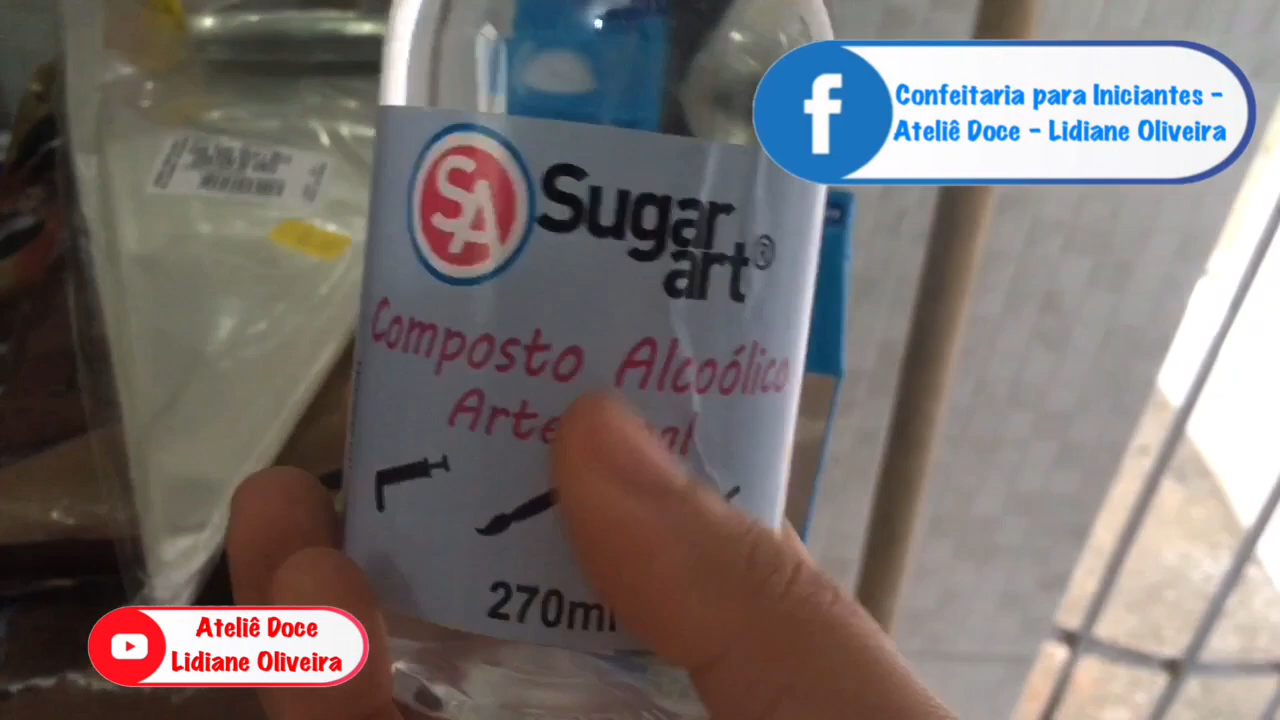 Confeitaria para Iniciantes -
Ateliê Doce - Lidiane Oliveira
SA
Sugar
art®
Composto Alcoólico
270ml
Ateliê Doce
Lidiane Oliveira